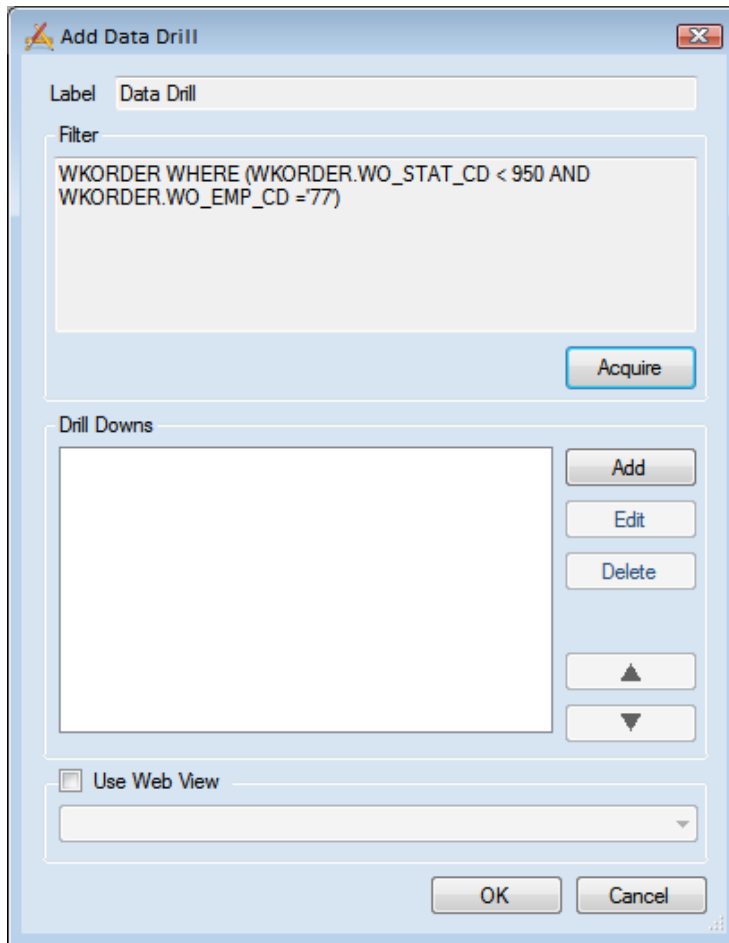 Add Data Drill
Label Data Drill
Filter
WKORDER WHERE (WKORDER.WO_STAT_CD < 950 AND
WKORDER.WO_EMP_CD ='77')
Acquire
Drill Downs
Add
Edit
Delete
Use Web View
OK Cancel